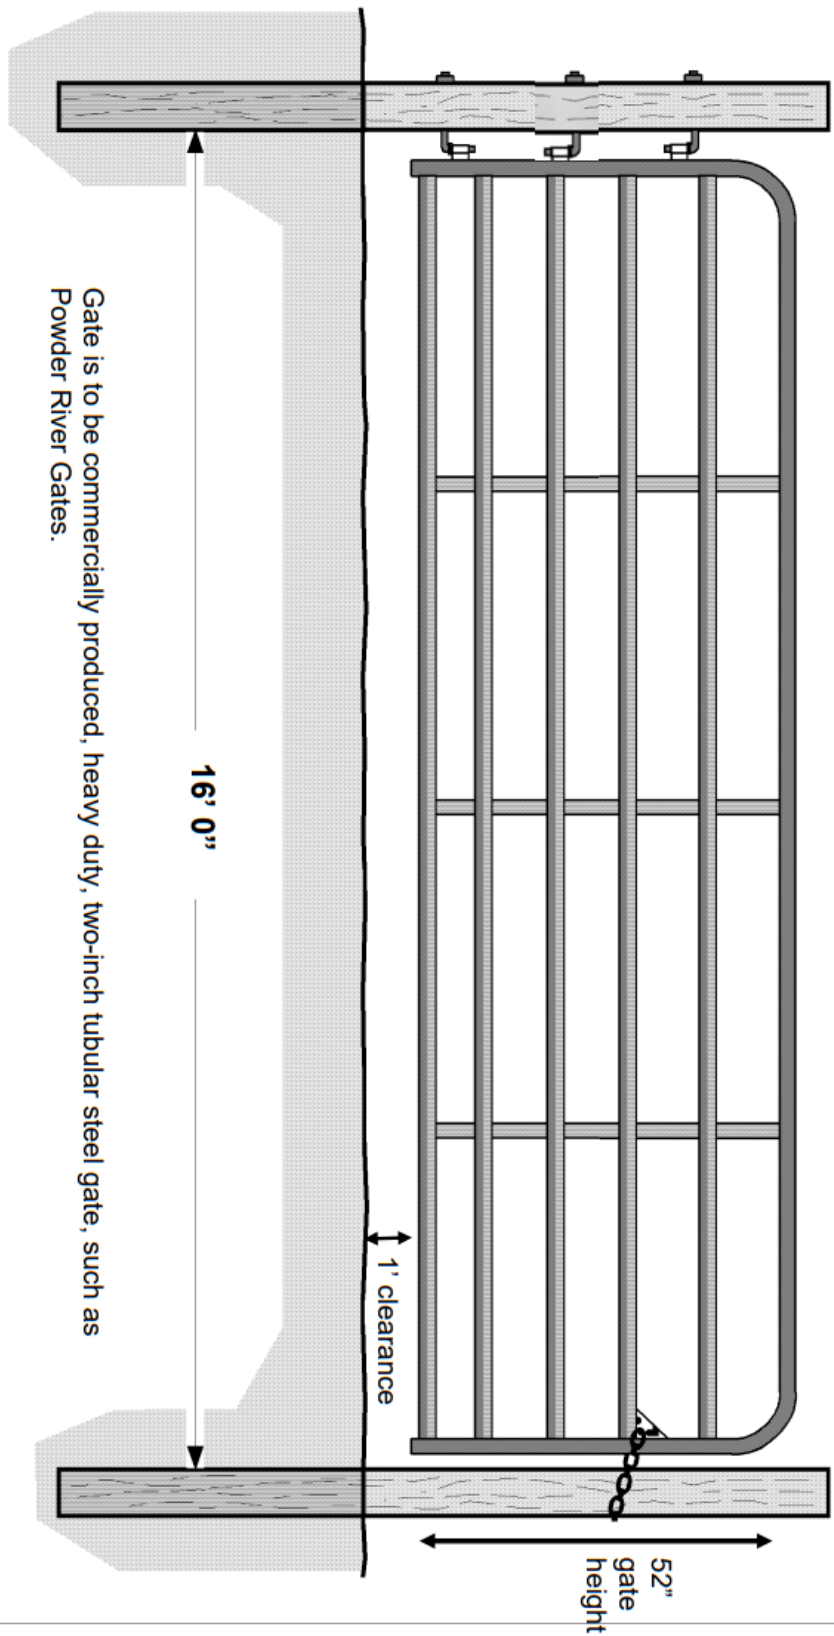 52”
gate
height
1’ clearance
16’ 0”
Gate is to be commercially produced, heavy duty, two-inch tubular steel gate, such as
Powder River Gates.